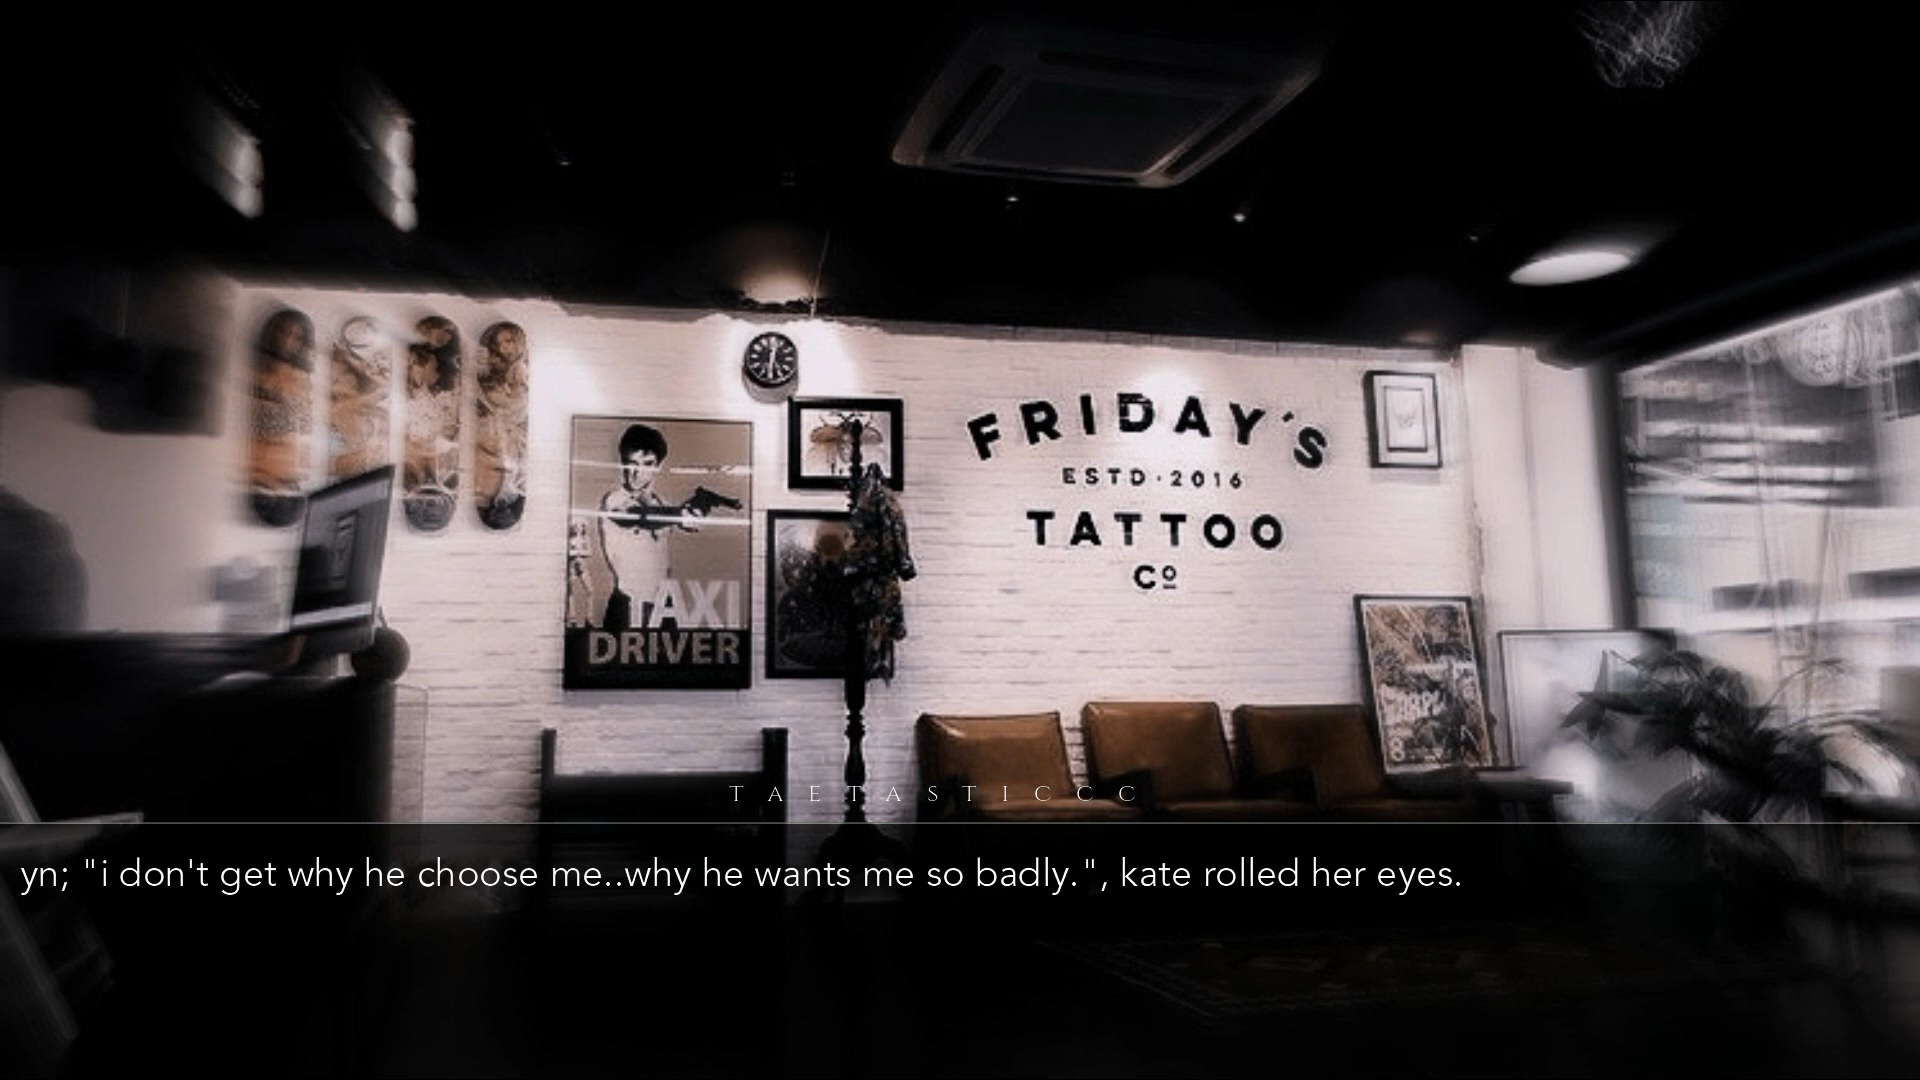 FRIDAY'S
ESTD·2016
TATTOO
Cº
TAXI
DRIVER
TAETASTICCC
yn; "i don't get why he choose me..why he wants me so badly.", kate rolled her eyes.